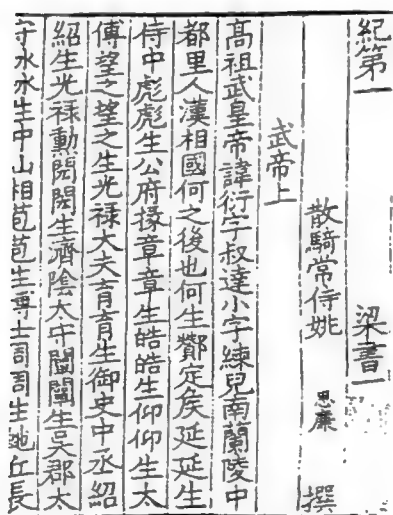 紀第一　梁書一
散騎常侍姚　思廉　撰
武帝上
高祖武皇帝諱衍字叔達小字練兒南蘭陵中
都里人漢相國何之後也何生酇定侯延延生
侍中彪彪生公府掾章章生皓皓生仰仰生太
傅望之望之生光禄大夫育育生御史中丞紹
紹生光禄勳閎閎生濟陰太守闡闡生吳郡太
守氷氷生中山相苞苞生博士周周生蛇丘長